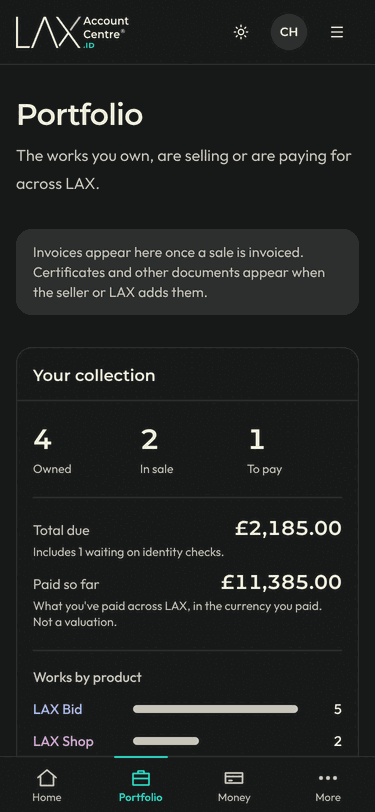 LAX Account
Centre®
.ID
CH
Portfolio
The works you own, are selling or are paying for
across LAX.
Invoices appear here once a sale is invoiced.
Certificates and other documents appear when
the seller or LAX adds them.
Your collection
4 2 1
Owned In sale To pay
Total due £2,185.00
Includes 1 waiting on identity checks.
Paid so far £11,385.00
What you've paid across LAX, in the currency you paid.
Not a valuation.
Works by product
LAX Bid 5
LAX Shop 2
Home Portfolio Money More